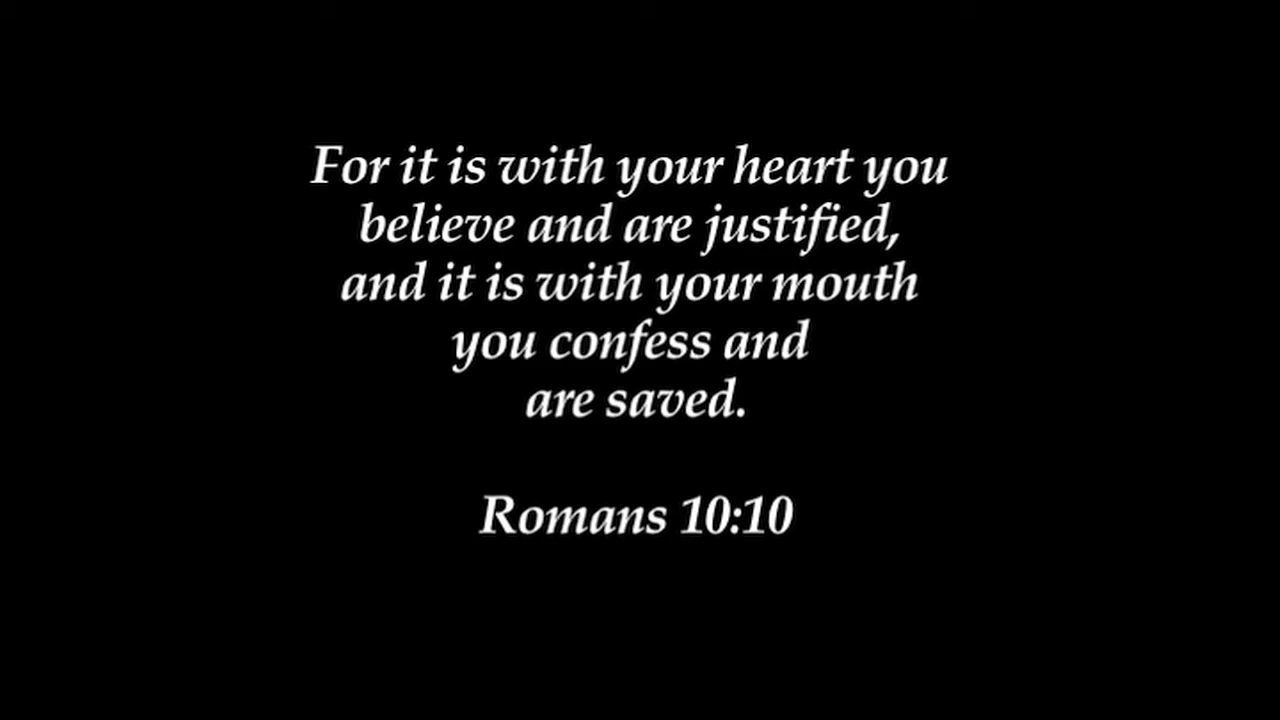 For it is with your heart you
believe and are justified,
and it is with your mouth
you confess and
are saved.
Romans 10:10